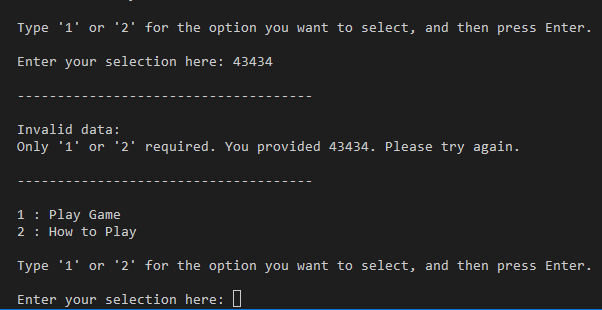 Type '1' or '2' for the option you want to select, and then press Enter.
Enter your selection here: 43434
-------------------------------------
Invalid data:
Only '1' or '2' required. You provided 43434. Please try again.
-------------------------------------
1 : Play Game
2 : How to Play
Type '1' or '2' for the option you want to select, and then press Enter.
Enter your selection here: